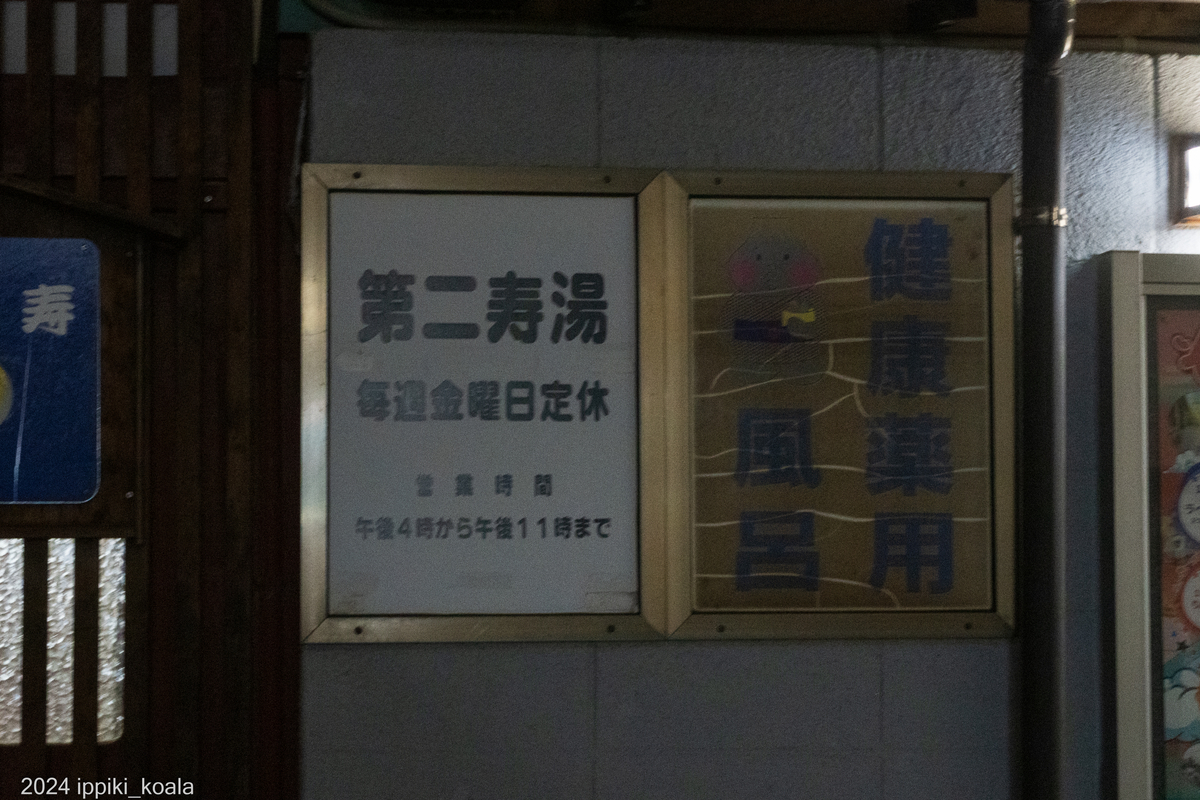 寿
第二寿湯
毎週金曜日定休
営業時間
午後4時から午後11時まで
健康薬用
風呂
2024 ippiki_koala